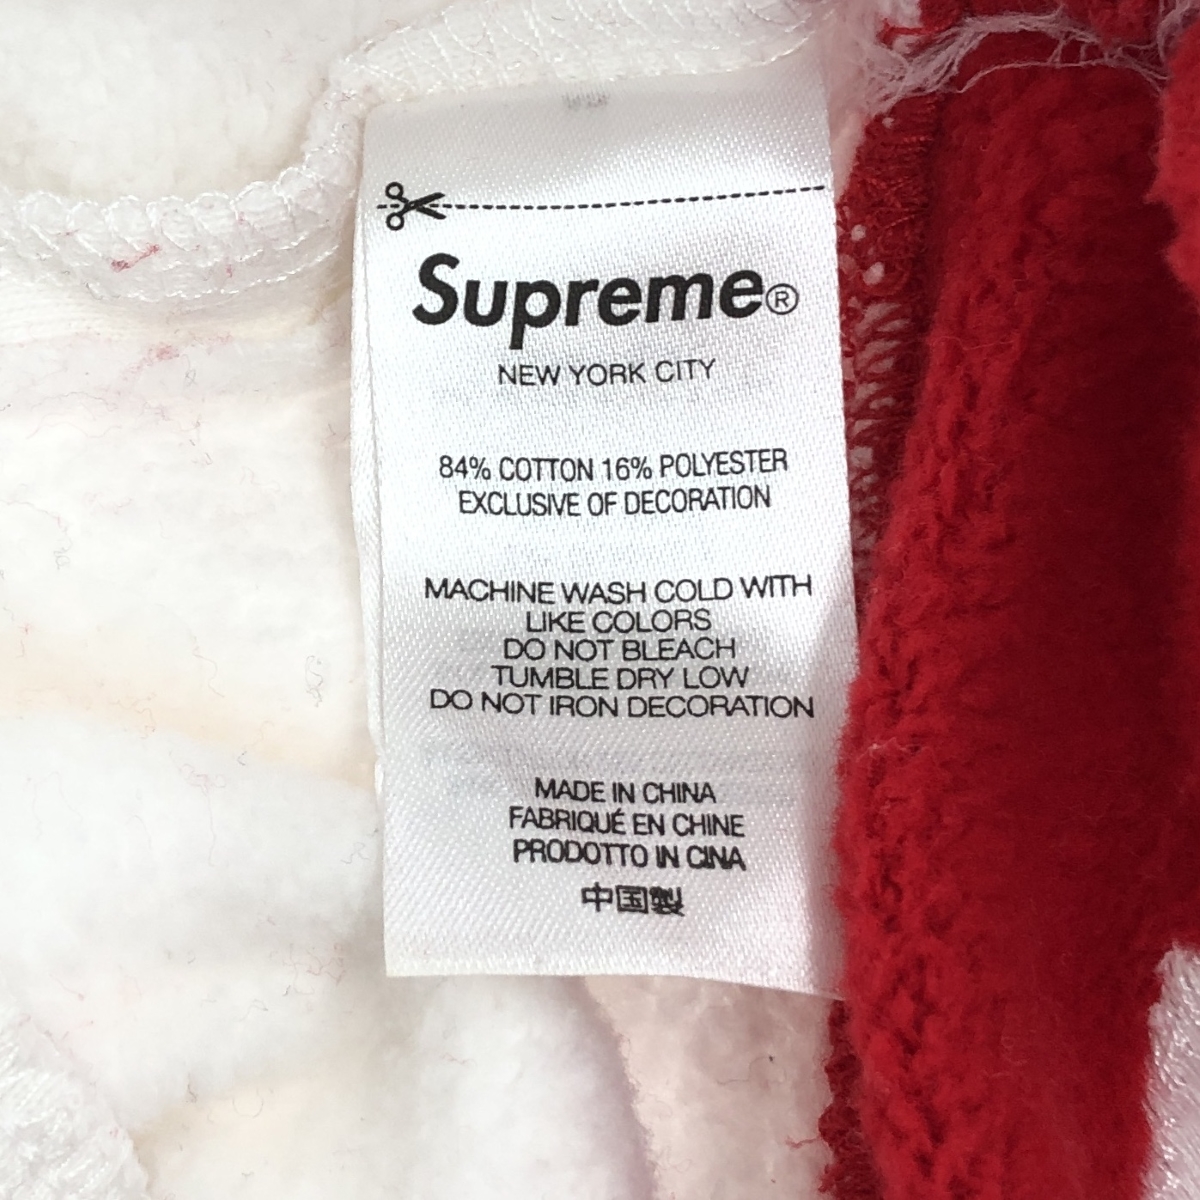 Supreme®
NEW YORK CITY
84% COTTON 16% POLYESTER
EXCLUSIVE OF DECORATION
MACHINE WASH COLD WITH
LIKE COLORS
DO NOT BLEACH
TUMBLE DRY LOW
DO NOT IRON DECORATION
MADE IN CHINA
FABRIQUÉ EN CHINE
PRODOTTO IN CINA
中国製